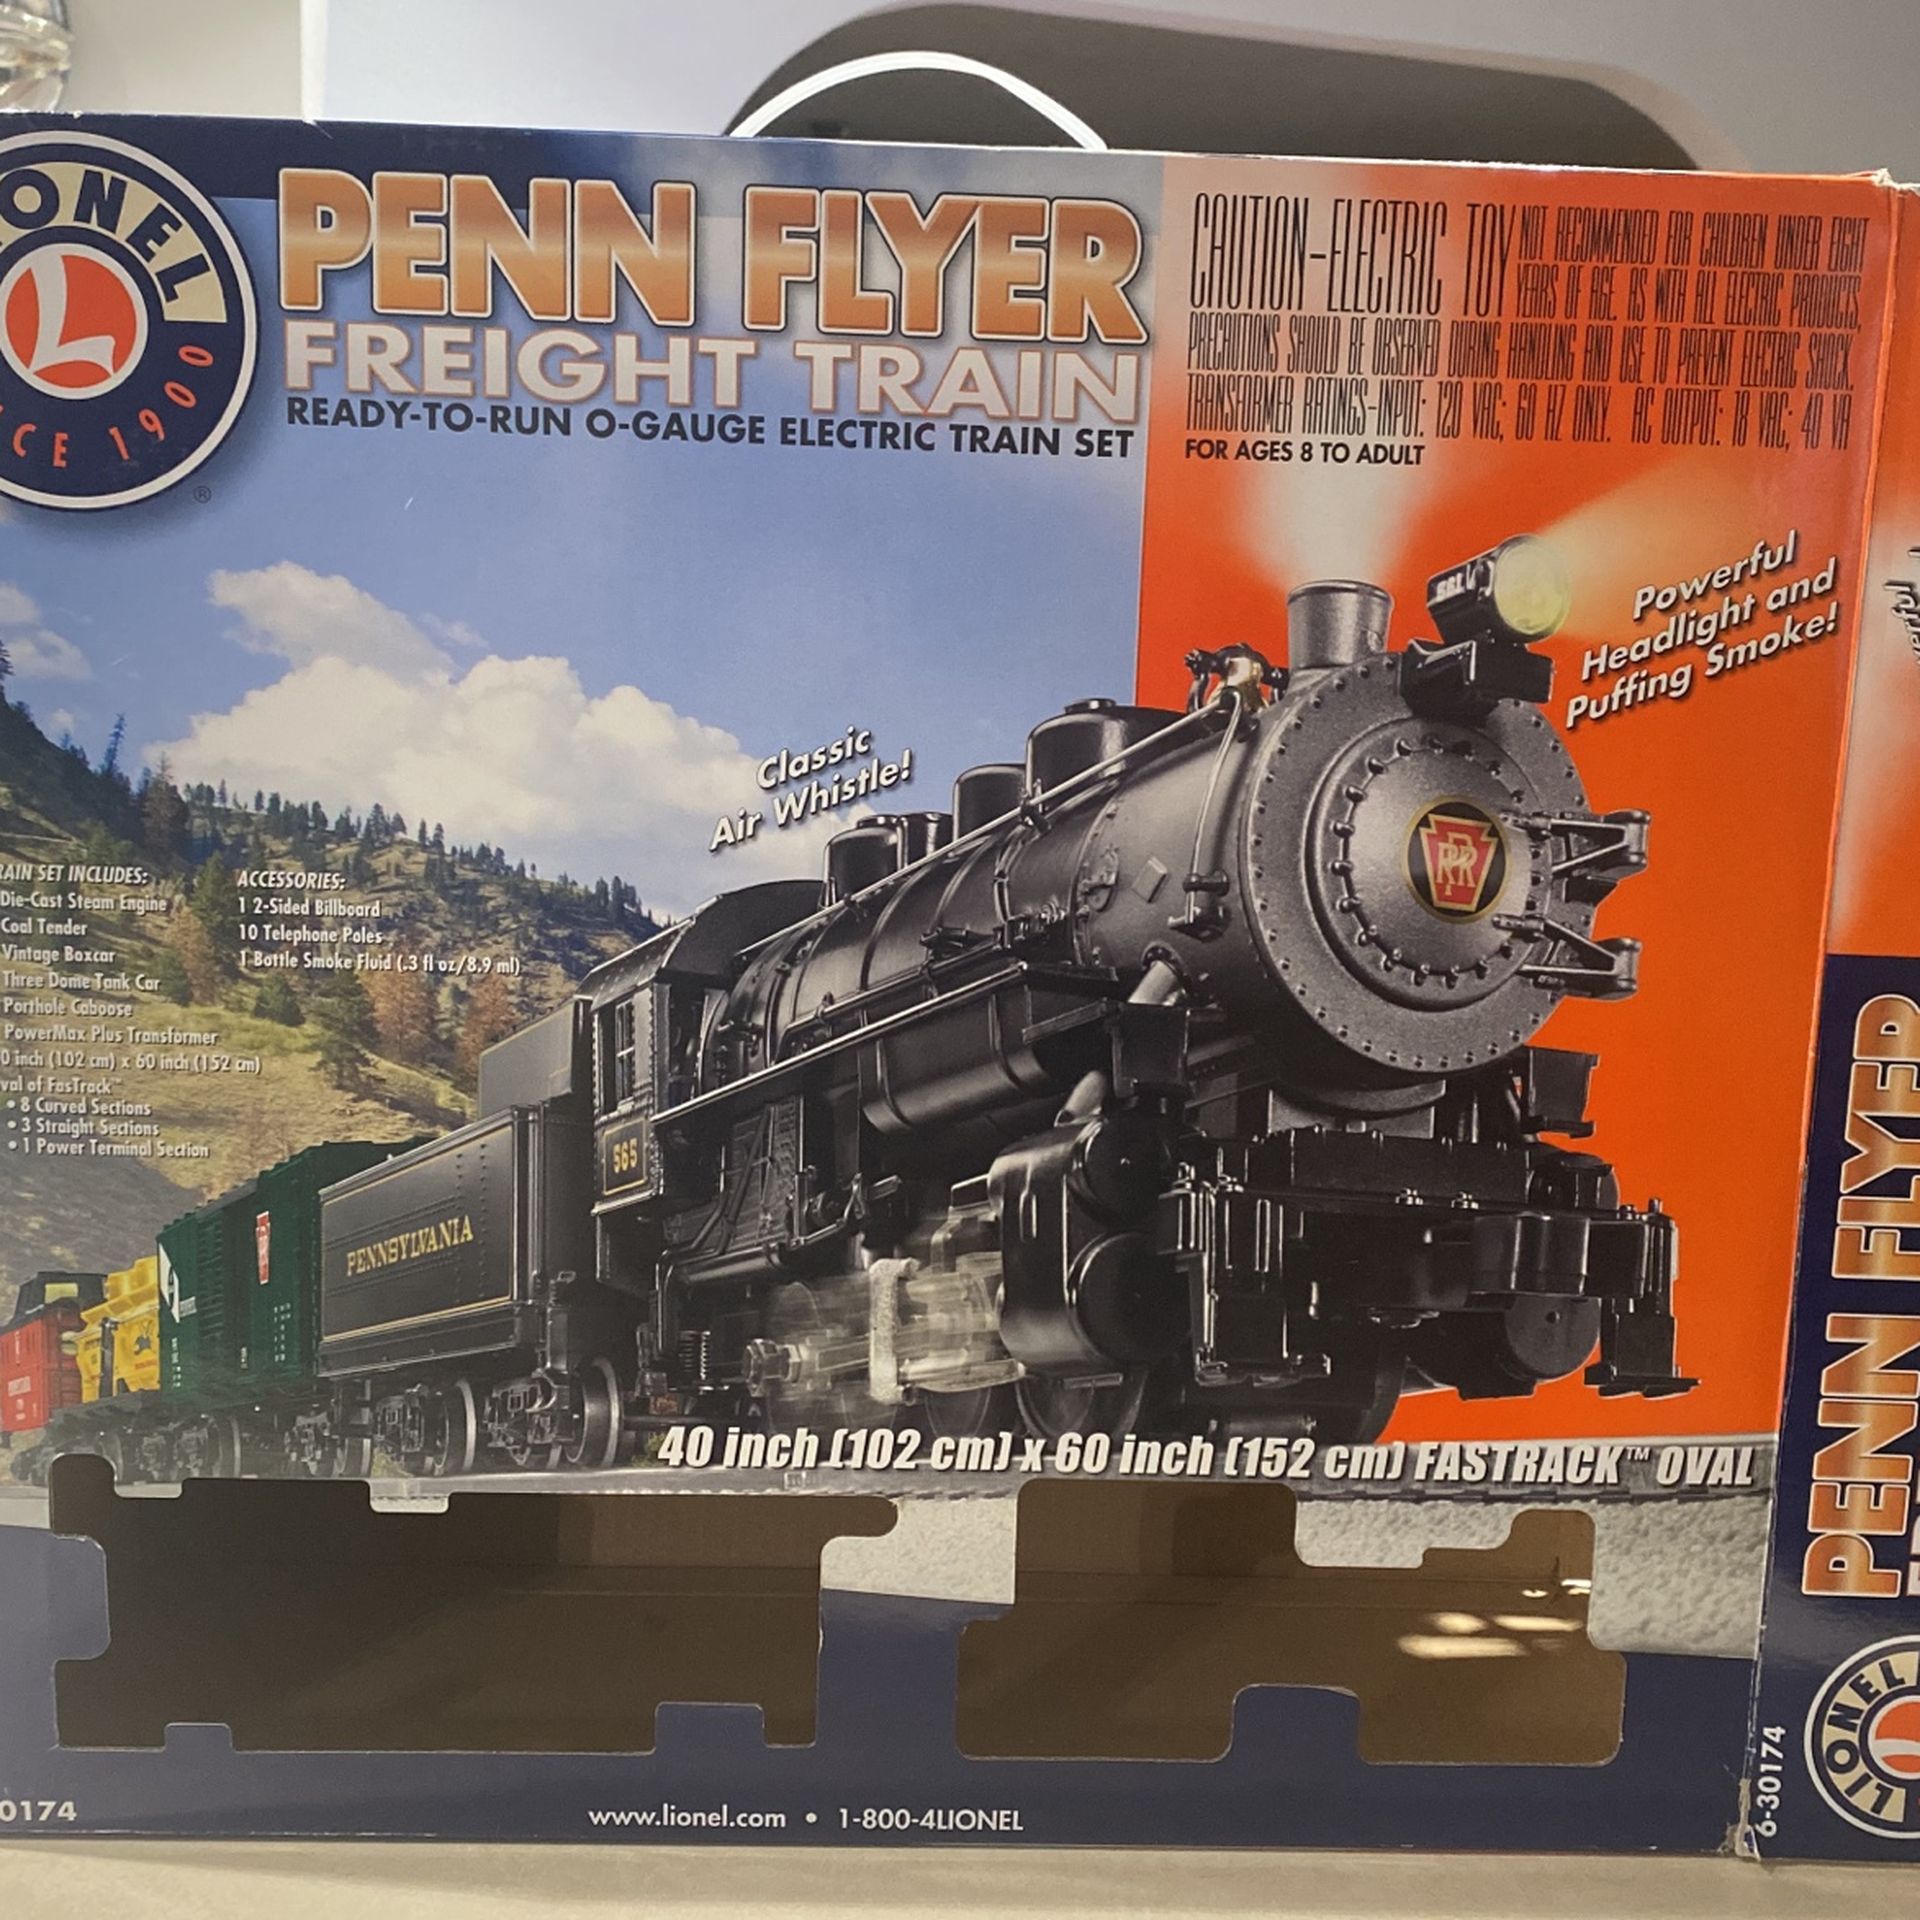 LIONEL
L
SINCE 1900
®
PENN FLYER
FREIGHT TRAIN
READY-TO-RUN O-GAUGE ELECTRIC TRAIN SET
CAUTION-ELECTRIC TOY NOT RECOMMENDED FOR CHILDREN UNDER EIGHT
YEARS OF AGE. AS WITH ALL ELECTRIC PRODUCTS,
PRECAUTIONS SHOULD BE OBSERVED DURING HANDLING AND USE TO PREVENT ELECTRIC SHOCK.
TRANSFORMER RATINGS-INPUT: 120 VAC; 60 HZ ONLY. AC OUTPUT: 18 VAC; 40 VA
FOR AGES 8 TO ADULT
Powerful
Headlight and
Puffing Smoke!
Classic
Air Whistle!
TRAIN SET INCLUDES:
Die-Cast Steam Engine
Coal Tender
Vintage Boxcar
Three Dome Tank Car
Porthole Caboose
PowerMax Plus Transformer
0 inch (102 cm) x 60 inch (152 cm)
Oval of FasTrack™
• 8 Curved Sections
• 3 Straight Sections
• 1 Power Terminal Section
ACCESSORIES:
1 2-Sided Billboard
10 Telephone Poles
1 Bottle Smoke Fluid (.3 fl oz/8.9 ml)
PRR
565
PENNSYLVANIA
40 inch (102 cm) x 60 inch (152 cm) FASTRACK™ OVAL
0174
www.lionel.com • 1-800-4LIONEL
PENN FLYER
6-30174
LIONEL